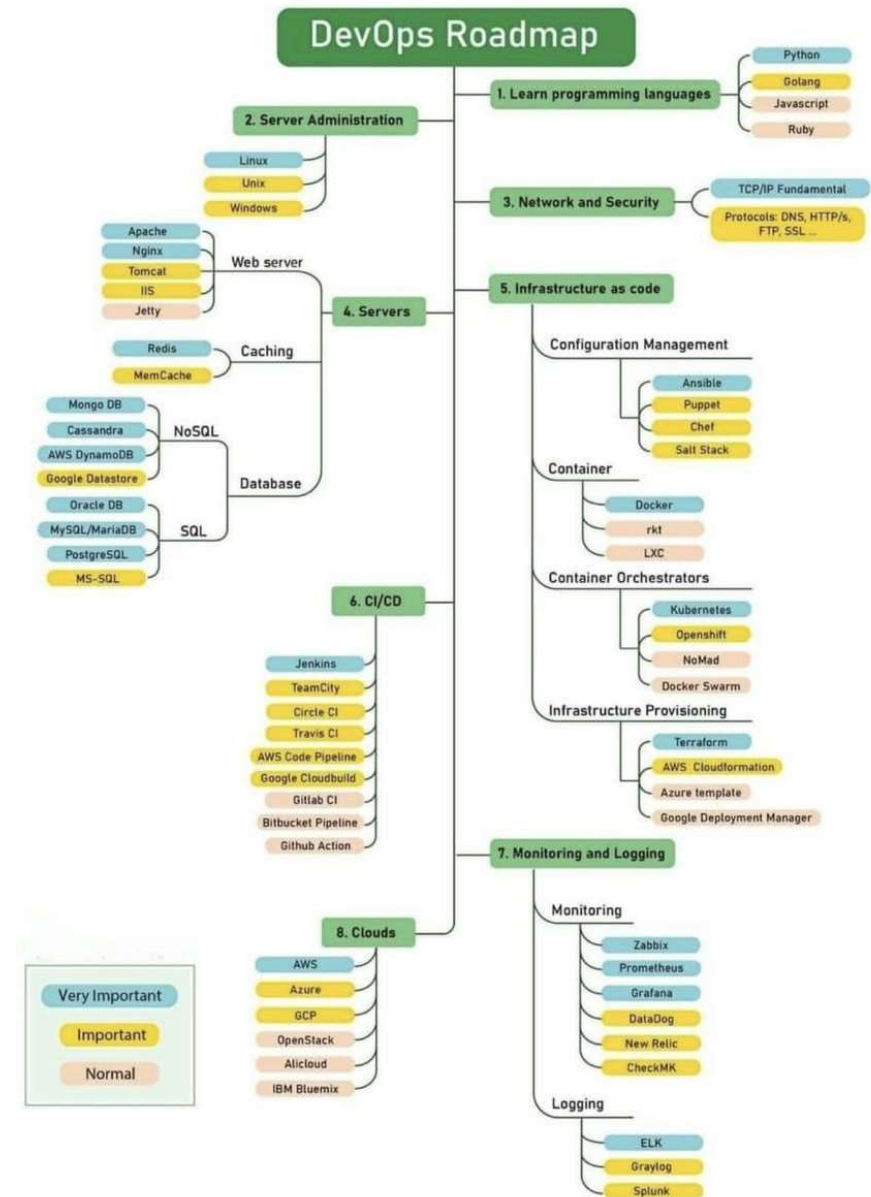 DevOps Roadmap
1. Learn programming languages
Python
Golang
Javascript
Ruby
2. Server Administration
Linux
Unix
Windows
3. Network and Security
TCP/IP Fundamental
Protocols: DNS, HTTP/s,
FTP, SSL ...
4. Servers
Web server
Apache
Nginx
Tomcat
IIS
Jetty
Caching
Redis
MemCache
Database
NoSQL
Mongo DB
Cassandra
AWS DynamoDB
Google Datastore
SQL
Oracle DB
MySQL/MariaDB
PostgreSQL
MS-SQL
5. Infrastructure as code
Configuration Management
Ansible
Puppet
Chef
Salt Stack
Container
Docker
rkt
LXC
Container Orchestrators
Kubernetes
Openshift
NoMad
Docker Swarm
Infrastructure Provisioning
Terraform
AWS Cloudformation
Azure template
Google Deployment Manager
6. CI/CD
Jenkins
TeamCity
Circle CI
Travis CI
AWS Code Pipeline
Google Cloudbuild
Gitlab CI
Bitbucket Pipeline
Github Action
7. Monitoring and Logging
Monitoring
Zabbix
Prometheus
Grafana
DataDog
New Relic
CheckMK
Logging
ELK
Graylog
Splunk
8. Clouds
AWS
Azure
GCP
OpenStack
Alicloud
IBM Bluemix
Very Important
Important
Normal